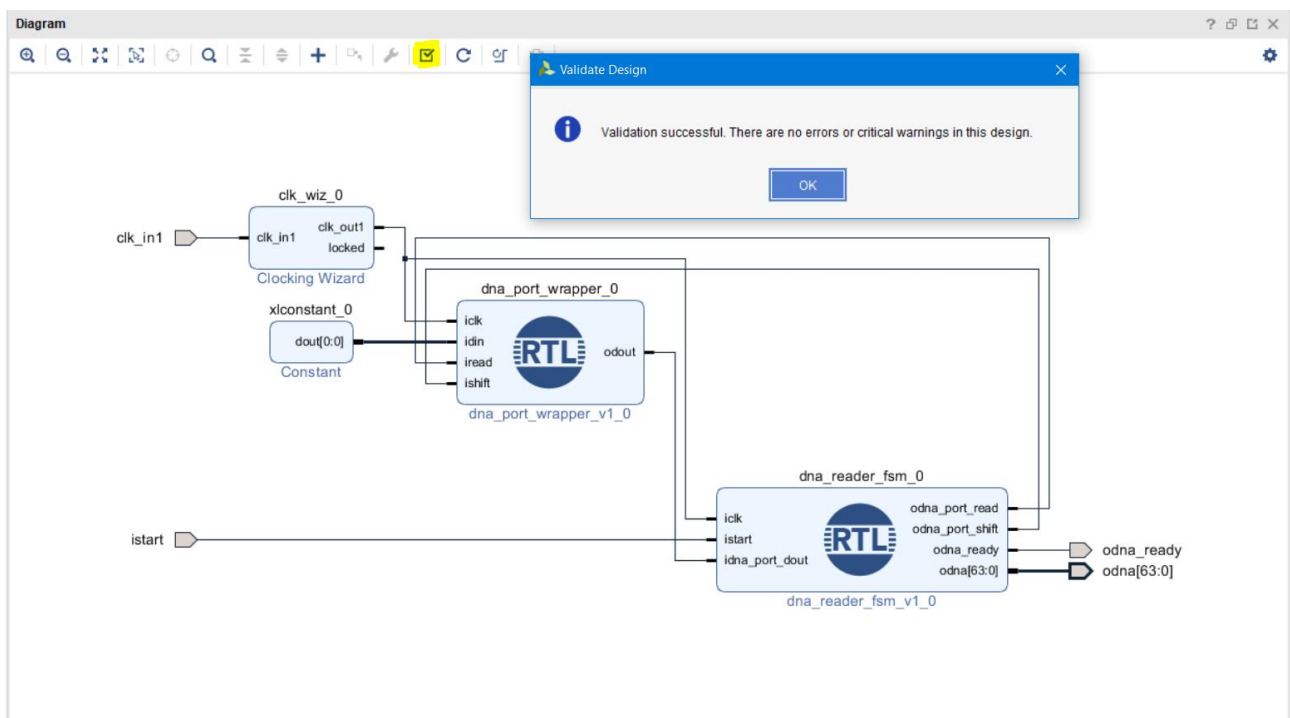 Diagram
Validate Design
Validation successful. There are no errors or critical warnings in this design.
OK
clk_wiz_0
clk_in1
clk_in1
clk_out1
locked
Clocking Wizard
xlconstant_0
dout[0:0]
Constant
dna_port_wrapper_0
iclk
idin
iread
ishift
RTL
odout
dna_port_wrapper_v1_0
dna_reader_fsm_0
istart
iclk
istart
idna_port_dout
RTL
odna_port_read
odna_port_shift
odna_ready
odna[63:0]
odna_ready
odna[63:0]
dna_reader_fsm_v1_0